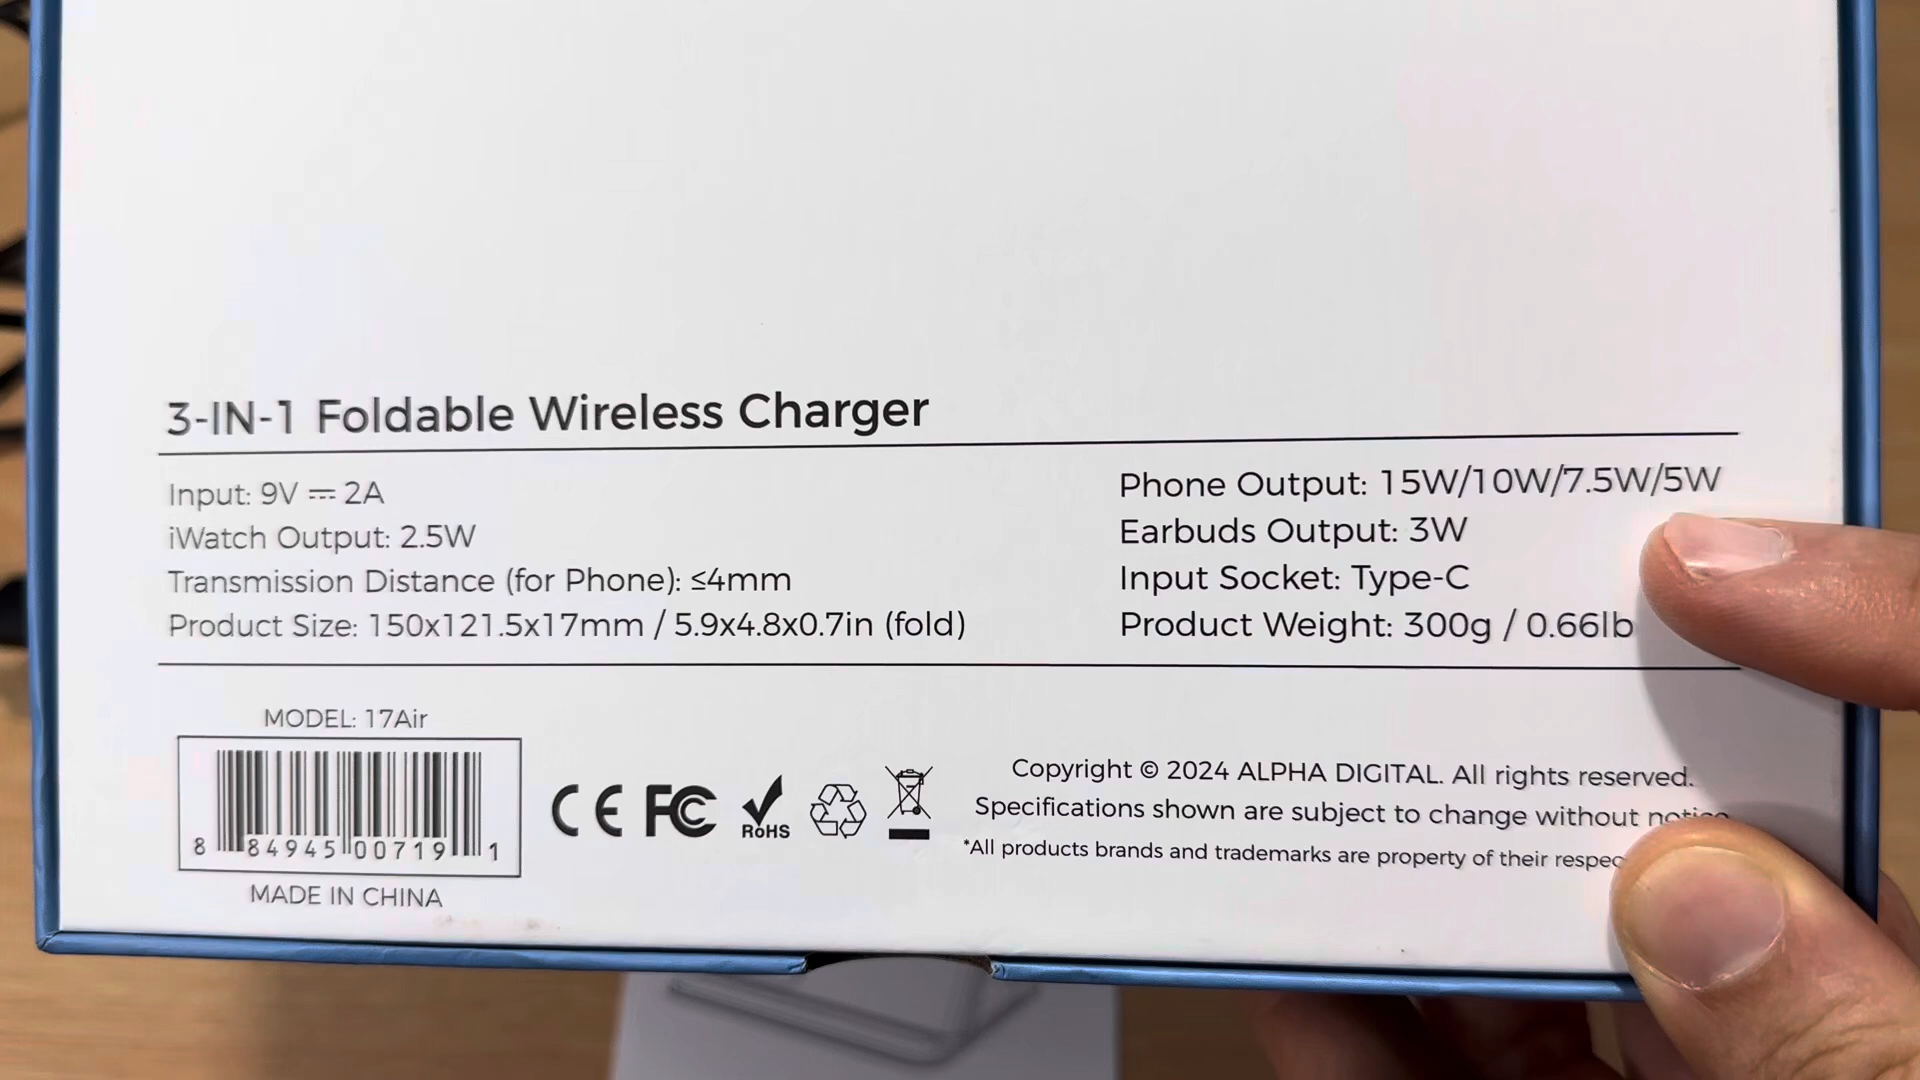 3-IN-1 Foldable Wireless Charger
Input: 9V ⎓ 2A
iWatch Output: 2.5W
Transmission Distance (for Phone): ≤4mm
Product Size: 150x121.5x17mm / 5.9x4.8x0.7in (fold)
Phone Output: 15W/10W/7.5W/5W
Earbuds Output: 3W
Input Socket: Type-C
Product Weight: 300g / 0.66lb
MODEL: 17Air
8 84945 00719 1
MADE IN CHINA
CE FC RoHS
Copyright © 2024 ALPHA DIGITAL. All rights reserved.
Specifications shown are subject to change without notice
*All products brands and trademarks are property of their